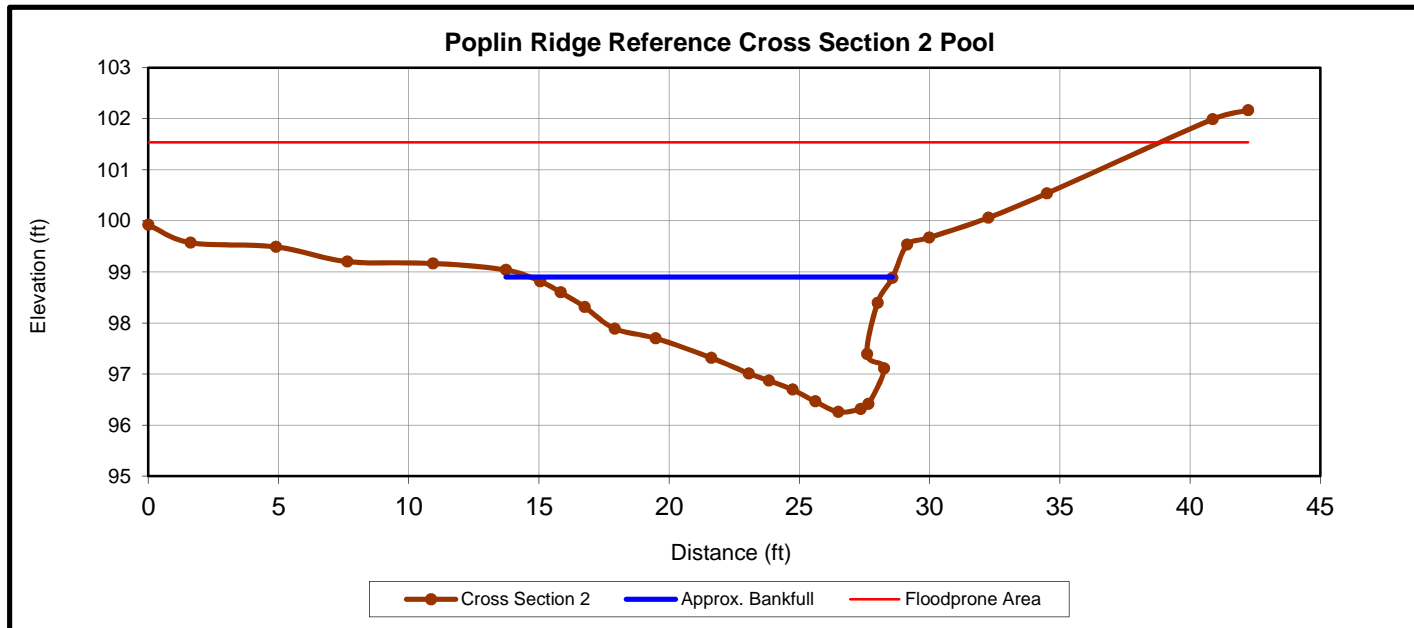 Poplin Ridge Reference Cross Section 2 Pool
103
102
101
100
99
98
97
96
95
Elevation (ft)
0 5 10 15 20 25 30 35 40 45
Distance (ft)
Cross Section 2 Approx. Bankfull Floodprone Area